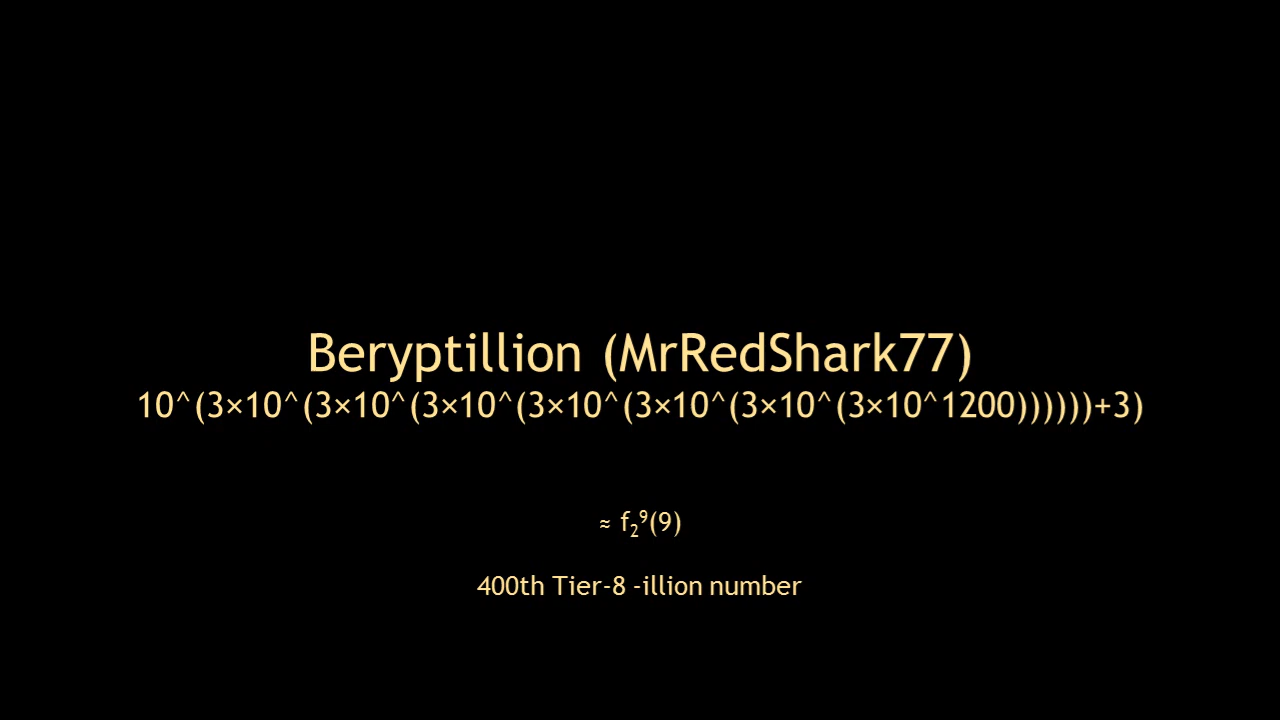 Beryptillion (MrRedShark77)
10^(3×10^(3×10^(3×10^(3×10^(3×10^(3×10^(3×10^1200))))))+3)
≈ f₂⁹(9)
400th Tier-8 -illion number